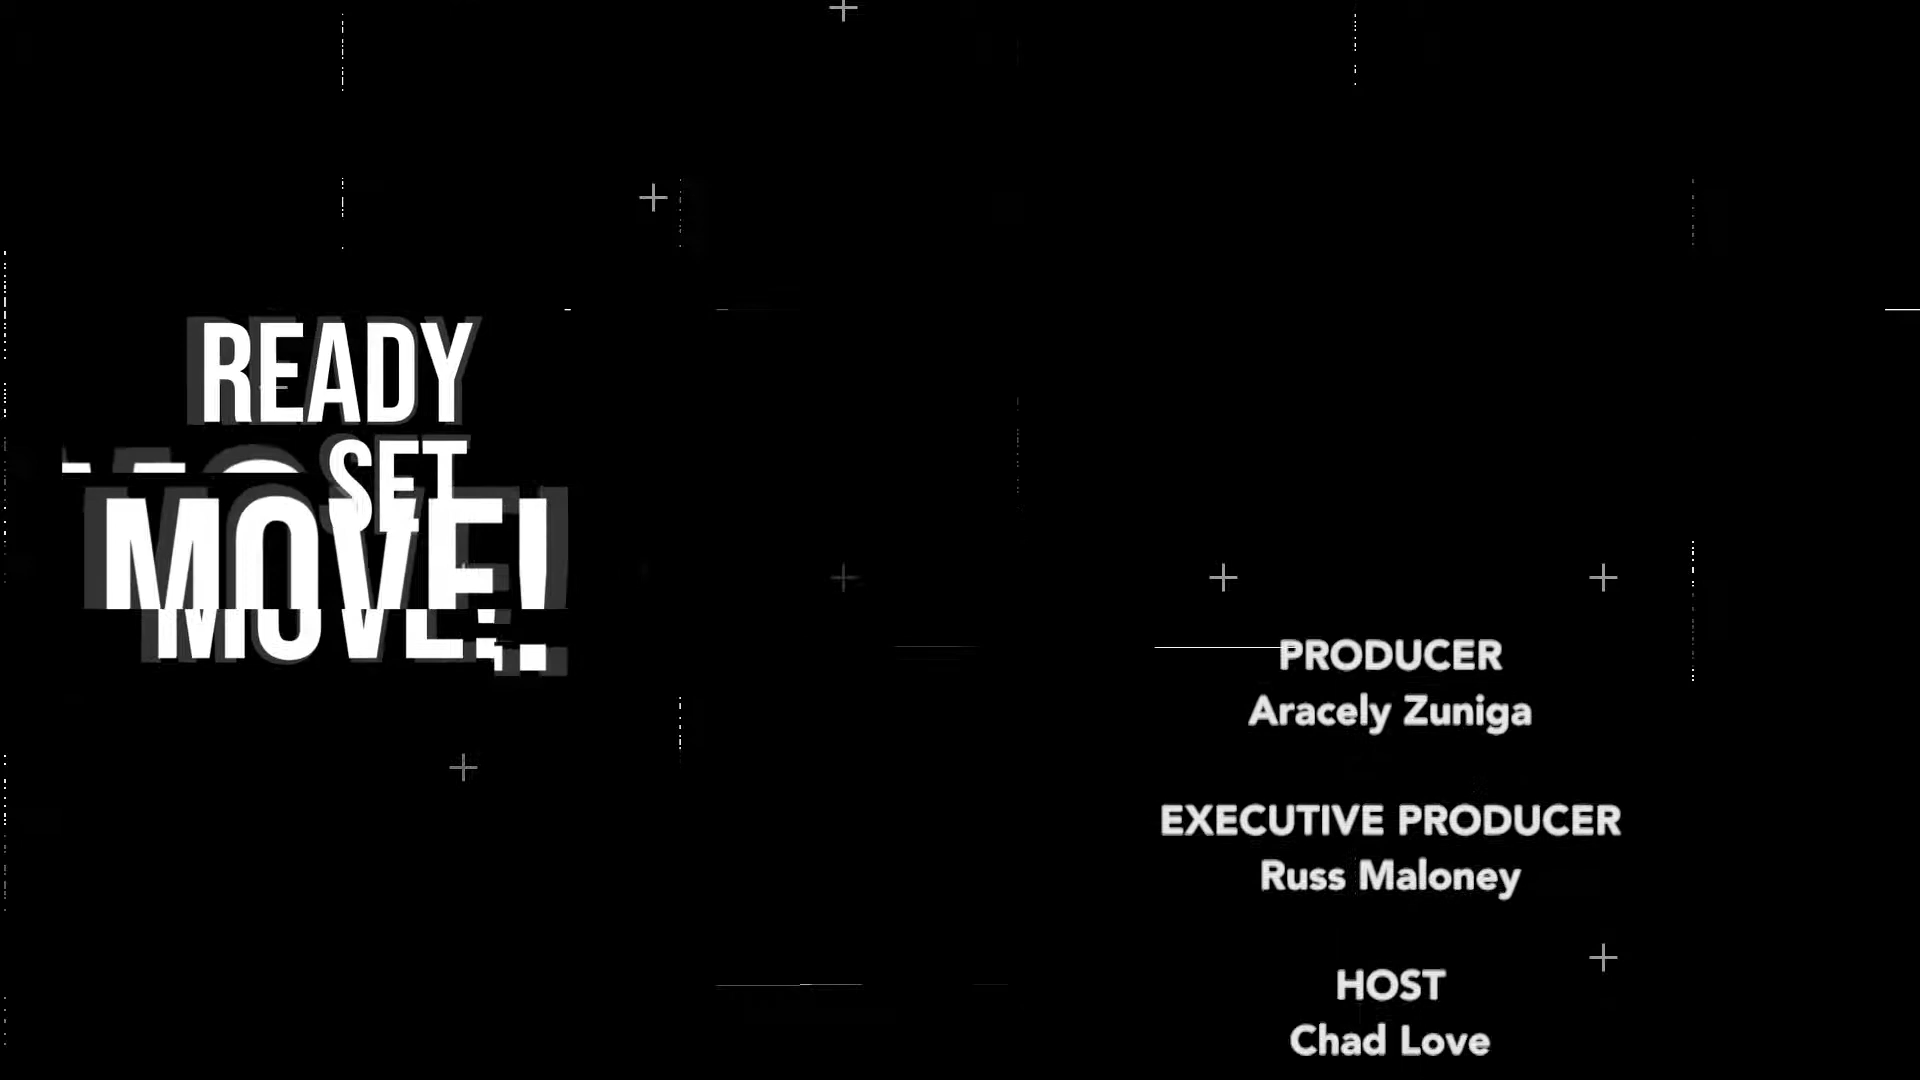 READY
SET
MOVE!
PRODUCER
Aracely Zuniga
EXECUTIVE PRODUCER
Russ Maloney
HOST
Chad Love